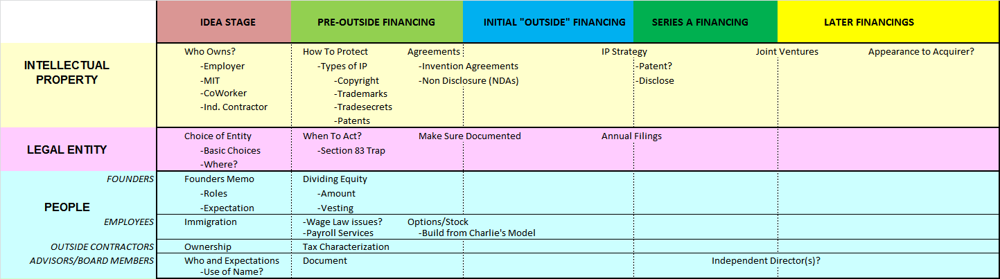 IDEA STAGE PRE-OUTSIDE FINANCING INITIAL "OUTSIDE" FINANCING SERIES A FINANCING LATER FINANCINGS
INTELLECTUAL PROPERTY
Who Owns? How To Protect Agreements IP Strategy Joint Ventures Appearance to Acquirer?
-Employer -Types of IP -Invention Agreements -Patent?
-MIT -Copyright -Non Disclosure (NDAs) -Disclose
-CoWorker -Trademarks
-Ind. Contractor -Tradesecrets
-Patents
LEGAL ENTITY
Choice of Entity When To Act? Make Sure Documented Annual Filings
-Basic Choices -Section 83 Trap
-Where?
PEOPLE
FOUNDERS Founders Memo Dividing Equity
-Roles -Amount
-Expectation -Vesting
EMPLOYEES Immigration -Wage Law issues? Options/Stock
-Payroll Services -Build from Charlie's Model
OUTSIDE CONTRACTORS Ownership Tax Characterization
ADVISORS/BOARD MEMBERS Who and Expectations Document Independent Director(s)?
-Use of Name?